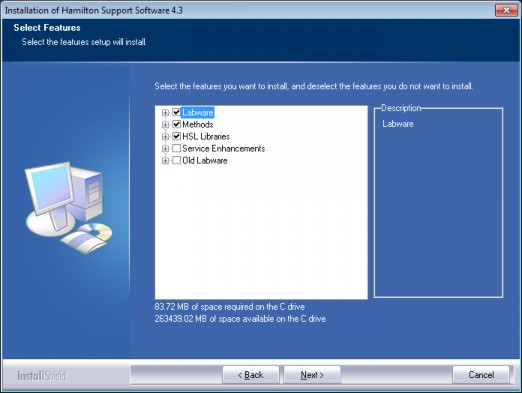 Installation of Hamilton Support Software 4.3
Select Features
Select the features setup will install.
Select the features you want to install, and deselect the features you do not want to install.
Labware
Methods
HSL Libraries
Service Enhancements
Old Labware
Description
Labware
83.72 MB of space required on the C drive
263439.02 MB of space available on the C drive
InstallShield
< Back
Next >
Cancel